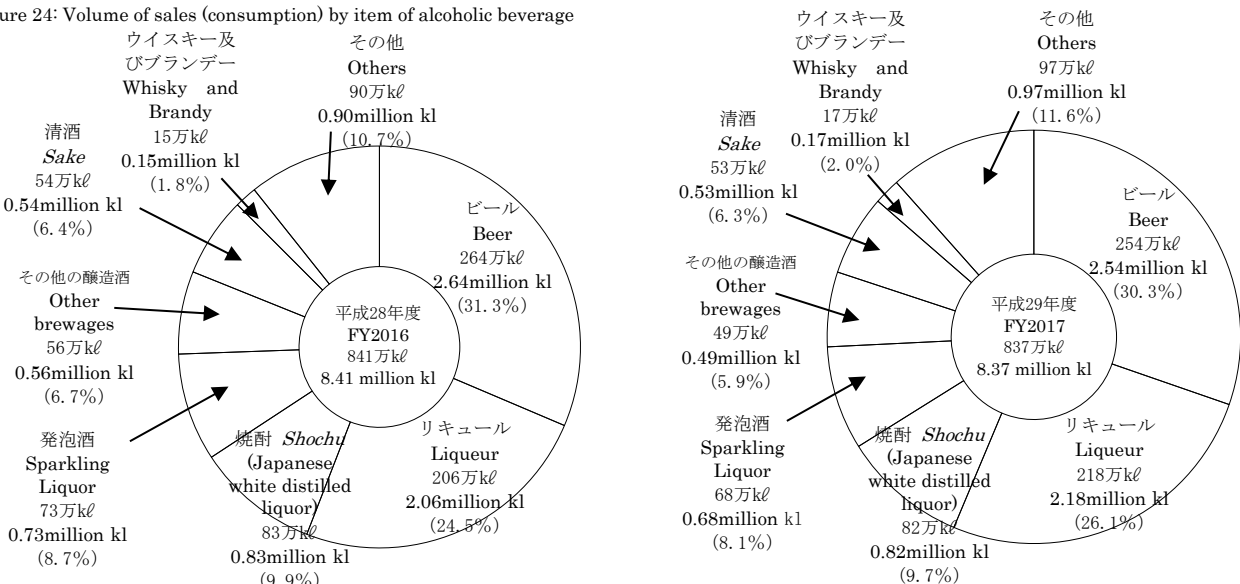 ure 24: Volume of sales (consumption) by item of alcoholic beverage
ウイスキー及
びブランデー
Whisky and
Brandy
15万kℓ
0.15million kl
(1.8%)
その他
Others
90万kℓ
0.90million kl
(10.7%)
清酒
Sake
54万kℓ
0.54million kl
(6.4%)
その他の醸造酒
Other
brewages
56万kℓ
0.56million kl
(6.7%)
発泡酒
Sparkling
Liquor
73万kℓ
0.73million kl
(8.7%)
焼酎 Shochu
(Japanese
white distilled
liquor)
83万kℓ
0.83million kl
(9.9%)
リキュール
Liqueur
206万kℓ
2.06million kl
(24.5%)
ビール
Beer
264万kℓ
2.64million kl
(31.3%)
平成28年度
FY2016
841万kℓ
8.41 million kl
ウイスキー及
びブランデー
Whisky and
Brandy
17万kℓ
0.17million kl
(2.0%)
その他
Others
97万kℓ
0.97million kl
(11.6%)
清酒
Sake
53万kℓ
0.53million kl
(6.3%)
その他の醸造酒
Other
brewages
49万kℓ
0.49million kl
(5.9%)
発泡酒
Sparkling
Liquor
68万kℓ
0.68million kl
(8.1%)
焼酎 Shochu
(Japanese
white distilled
liquor)
82万kℓ
0.82million kl
(9.7%)
リキュール
Liqueur
218万kℓ
2.18million kl
(26.1%)
ビール
Beer
254万kℓ
2.54million kl
(30.3%)
平成29年度
FY2017
837万kℓ
8.37 million kl